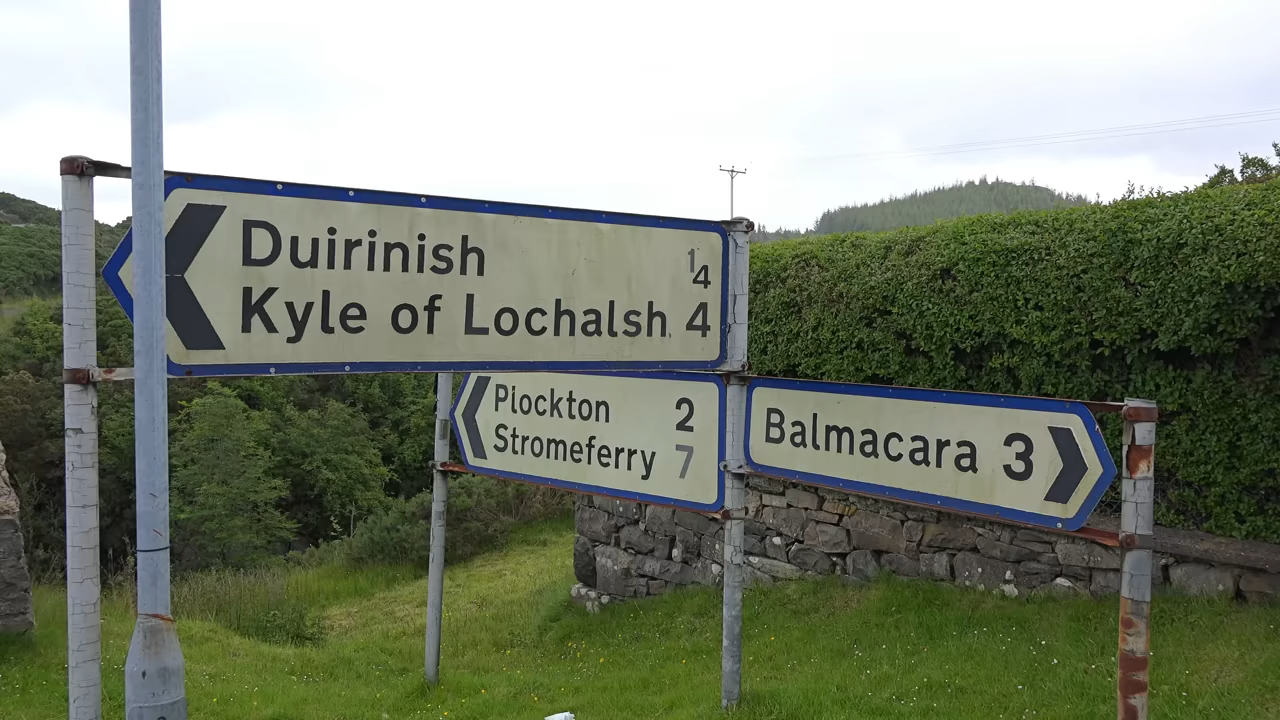 Duirinish 1/4
Kyle of Lochalsh 4
Plockton 2
Stromeferry 7
Balmacara 3